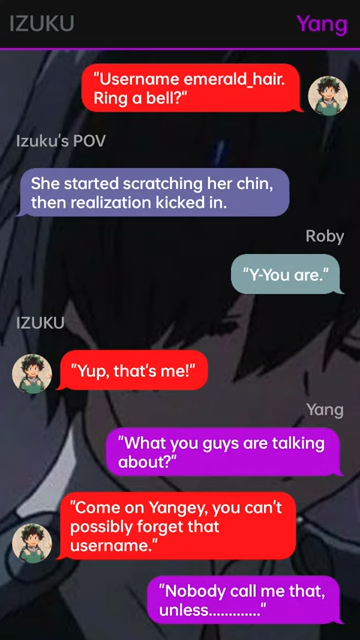 IZUKU Yang
"Username emerald_hair.
Ring a bell?"
Izuku's POV
She started scratching her chin,
then realization kicked in.
Roby
"Y-You are."
IZUKU
"Yup, that's me!"
Yang
"What you guys are talking
about?"
"Come on Yangey, you can't
possibly forget that
username."
"Nobody call me that,
unless............."